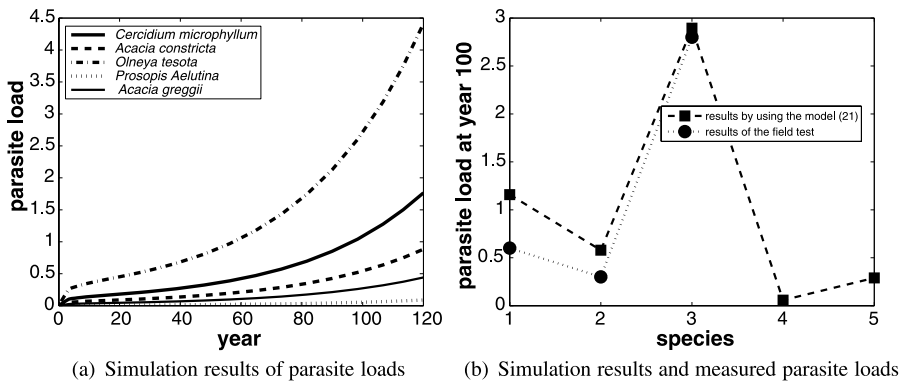 4.5
4
3.5
3
2.5
2
1.5
1
0.5
0
parasite load
Cercidium microphyllum
Acacia constricta
Olneya tesota
Prosopis Aelutina
Acacia greggii
0 20 40 60 80 100 120
year
(a) Simulation results of parasite loads
3
2.5
2
1.5
1
0.5
0
parasite load at year 100
results by using the model (21)
results of the field test
1 2 3 4 5
species
(b) Simulation results and measured parasite loads